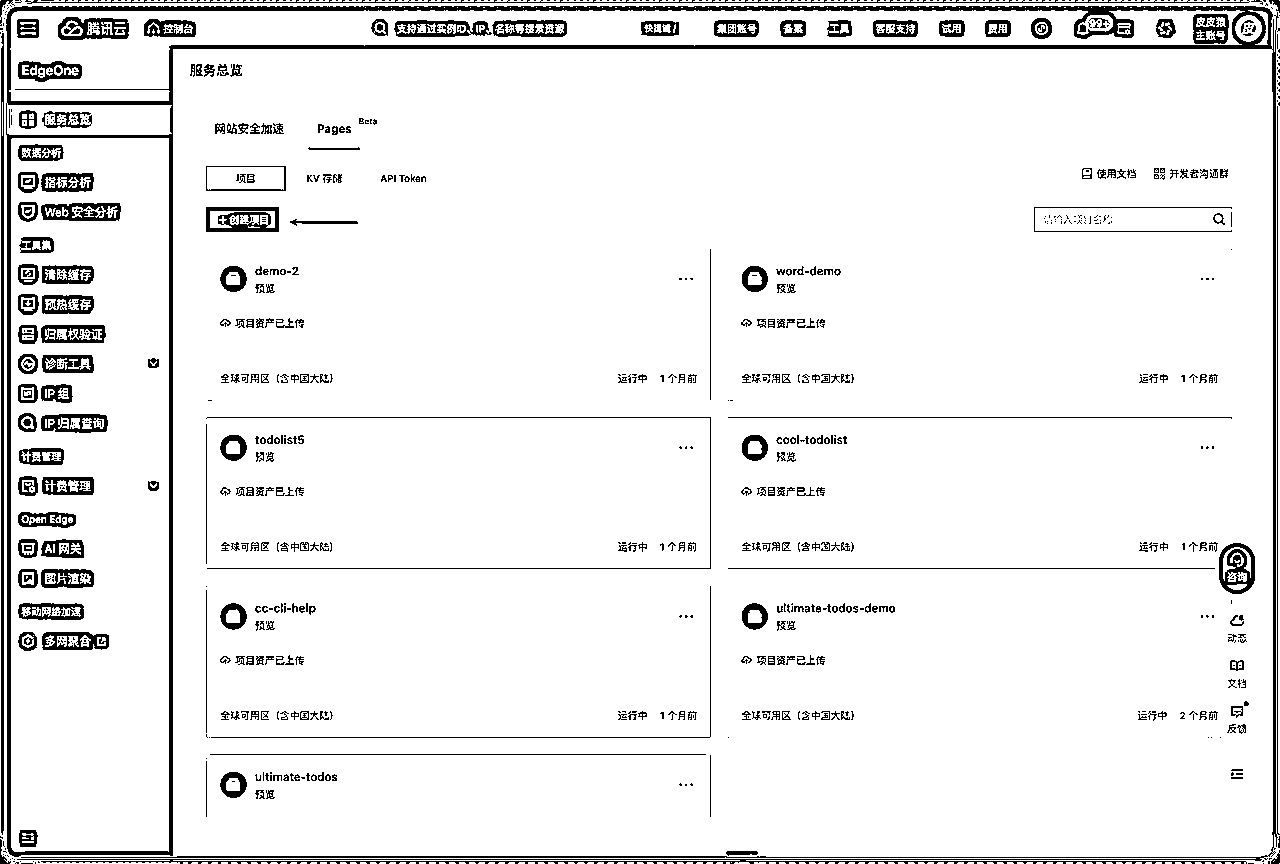 腾讯云 控制台 支持通过实例ID、IP、名称等搜索资源 快捷键/ 集团账号 备案 工具 客服支持 试用 费用 99+
主账号
EdgeOne
服务总览
数据分析
指标分析
Web 安全分析
工具集
清除缓存
预热缓存
归属权验证
诊断工具
IP 组
IP 归属查询
计费管理
计费管理
Open Edge
AI 网关
图片渲染
移动网络加速
多网聚合
服务总览
网站安全加速 Pages Beta
项目 KV 存储 API Token
使用文档 开发者沟通群
创建项目
请输入项目名称
demo-2
预览
项目资产已上传
全球可用区（含中国大陆） 运行中 1 个月前
word-demo
预览
项目资产已上传
全球可用区（含中国大陆） 运行中 1 个月前
todolist5
预览
项目资产已上传
全球可用区（含中国大陆） 运行中 1 个月前
cool-todolist
预览
项目资产已上传
全球可用区（含中国大陆） 运行中 1 个月前
cc-cli-help
预览
项目资产已上传
全球可用区（含中国大陆） 运行中 1 个月前
ultimate-todos-demo
预览
项目资产已上传
全球可用区（含中国大陆） 运行中 2 个月前
ultimate-todos
预览
咨询
动态
文档
反馈